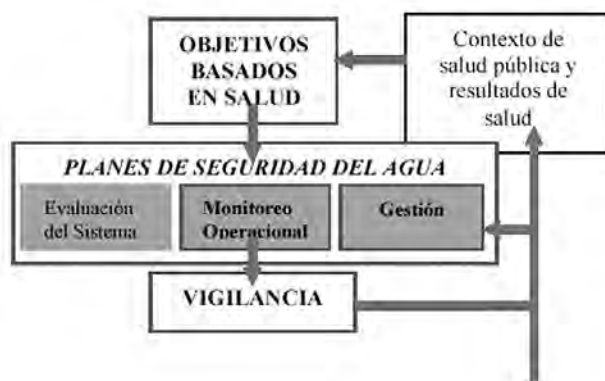 OBJETIVOS
BASADOS
EN SALUD
Contexto de
salud pública y
resultados de
salud
PLANES DE SEGURIDAD DEL AGUA
Evaluación
del Sistema
Monitoreo
Operacional
Gestión
VIGILANCIA